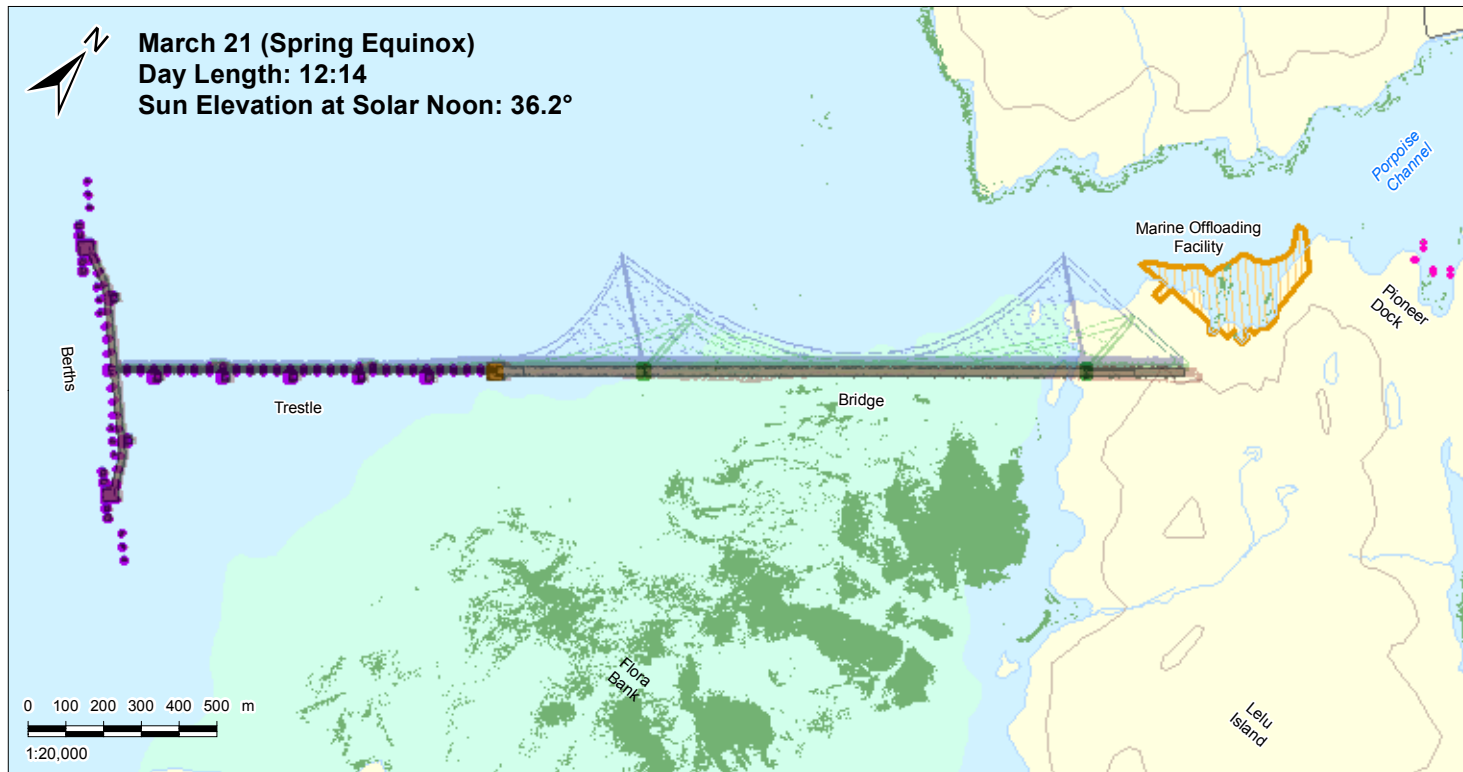 N
March 21 (Spring Equinox)
Day Length: 12:14
Sun Elevation at Solar Noon: 36.2°
Porpoise
Channel
Marine Offloading
Facility
Pioneer
Dock
Berths
Trestle
Bridge
Flora
Bank
Lelu
Island
0 100 200 300 400 500 m
1:20,000